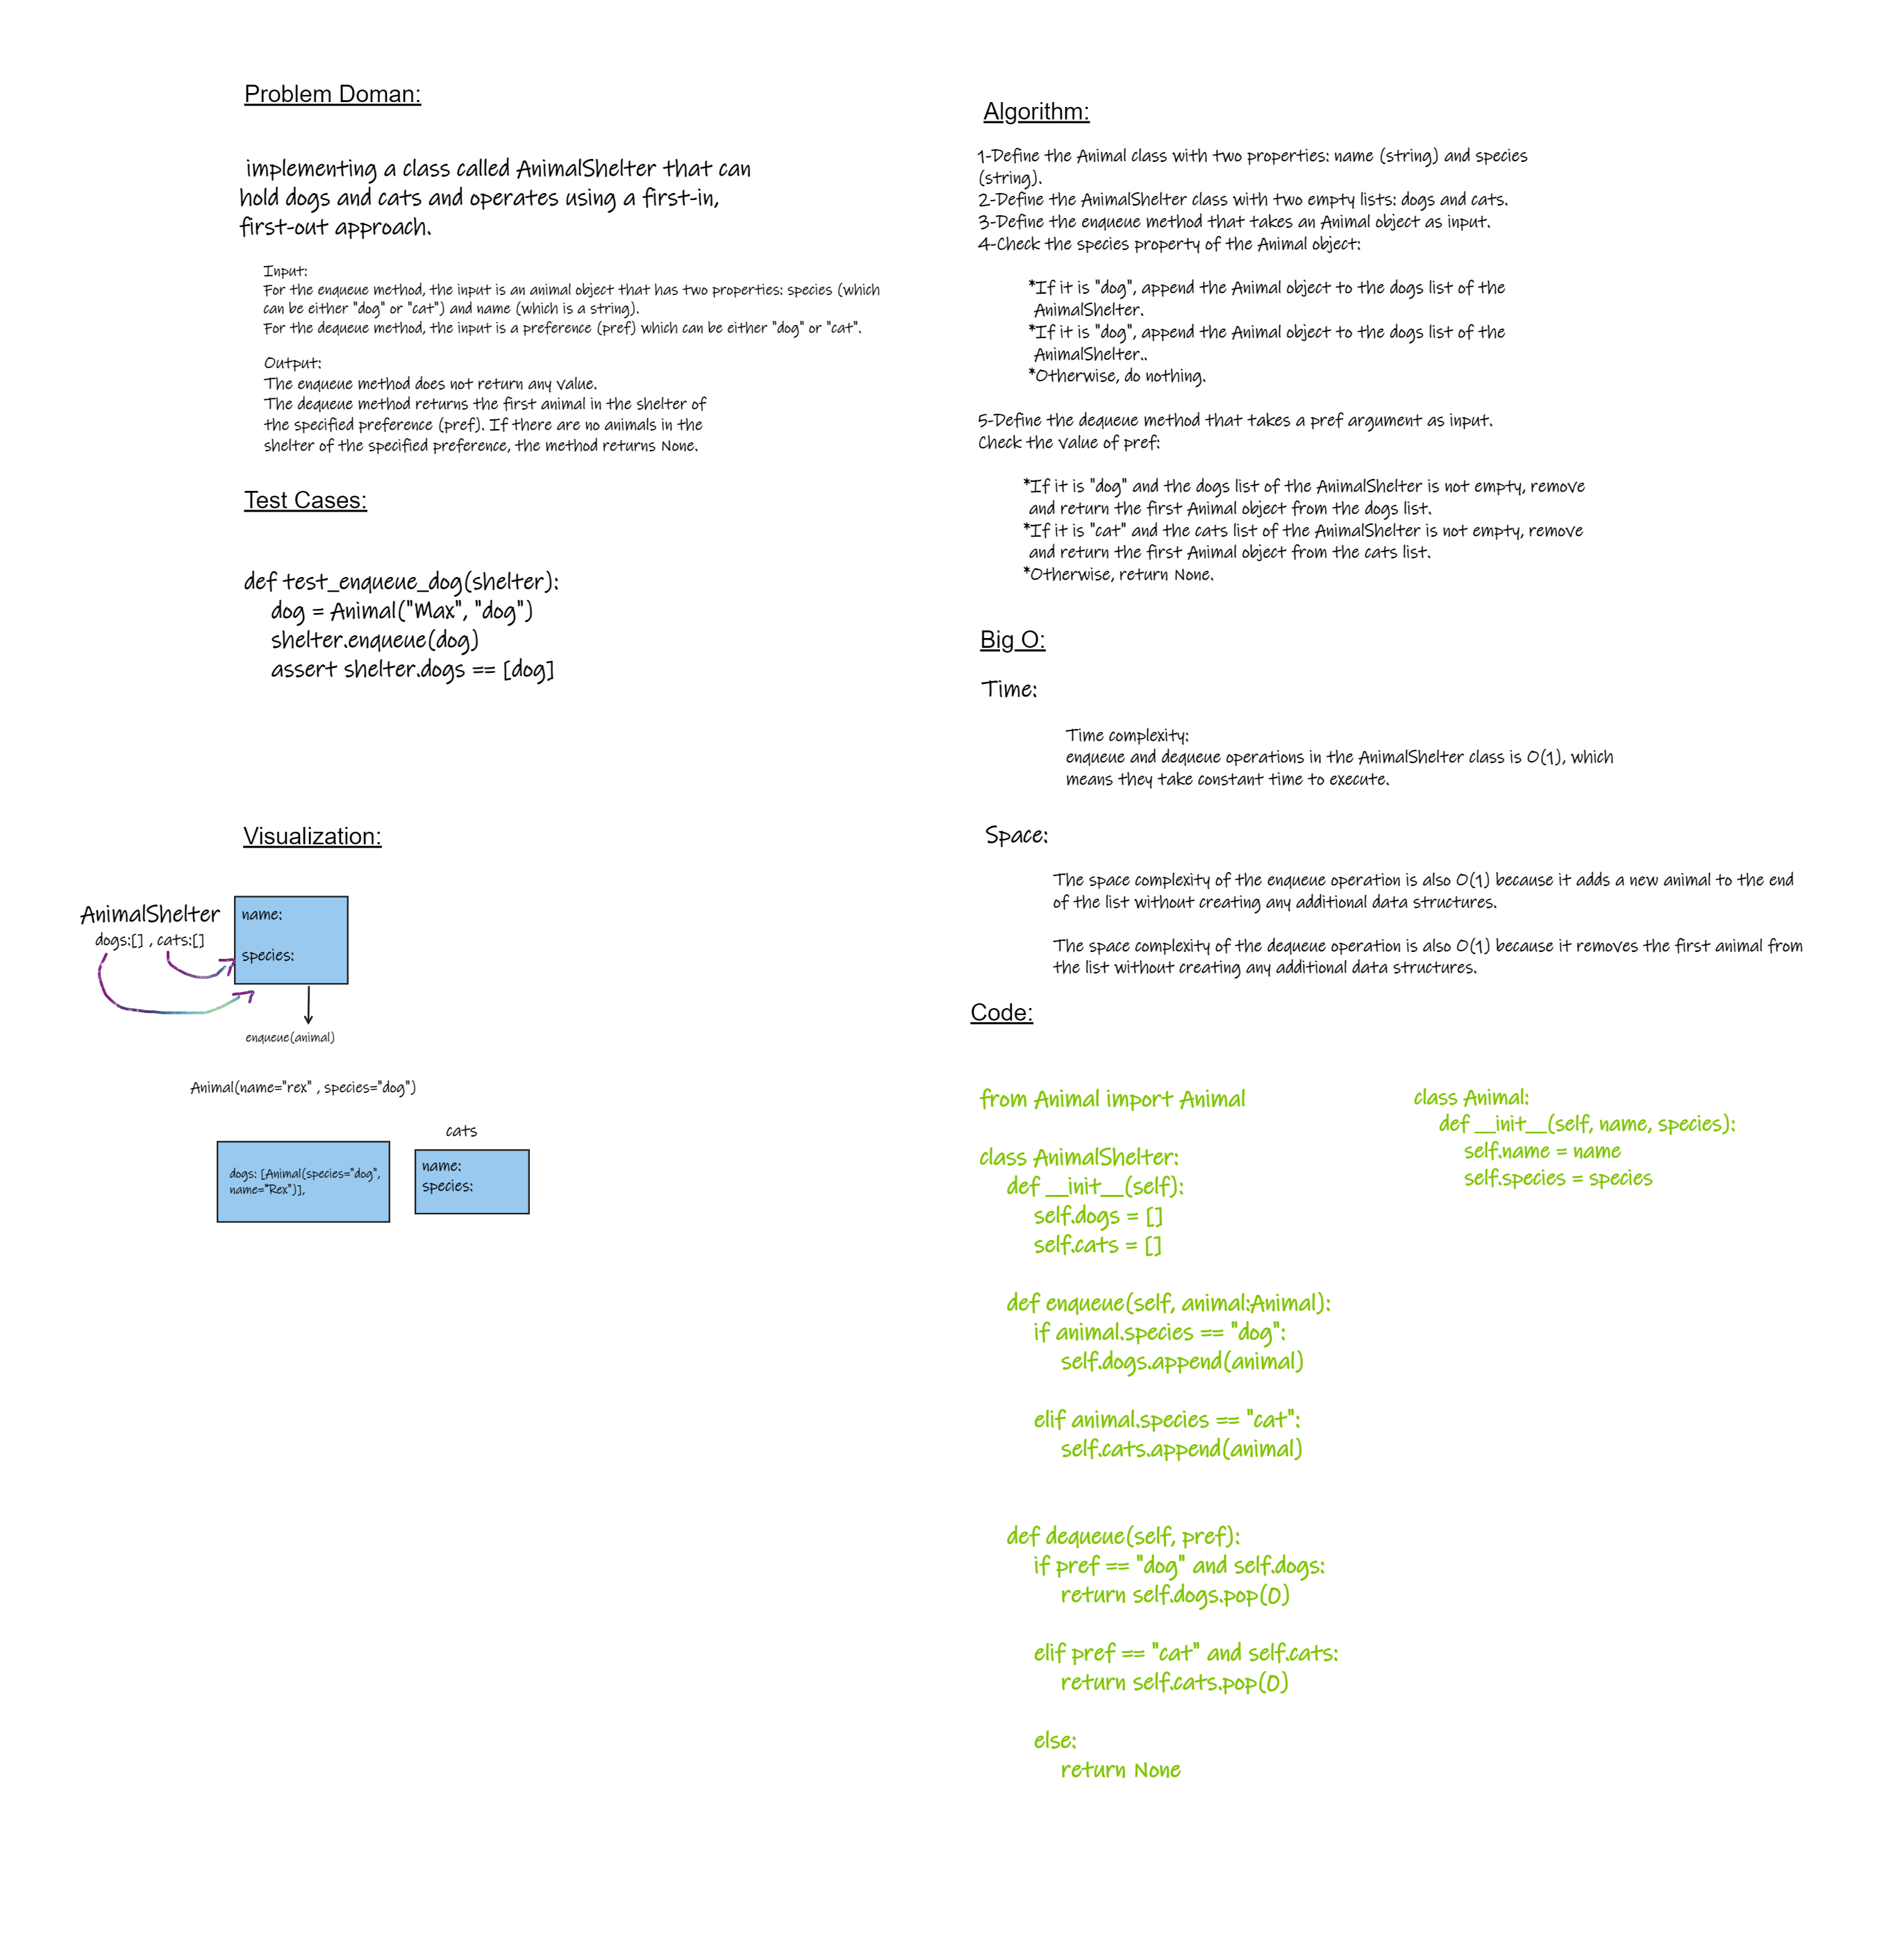 Problem Doman:
implementing a class called AnimalShelter that can
hold dogs and cats and operates using a first-in,
first-out approach.
Input:
For the enqueue method, the input is an animal object that has two properties: species (which
can be either "dog" or "cat") and name (which is a string).
For the dequeue method, the input is a preference (pref) which can be either "dog" or "cat".
Output:
The enqueue method does not return any value.
The dequeue method returns the first animal in the shelter of
the specified preference (pref). If there are no animals in the
shelter of the specified preference, the method returns None.
Test Cases:
def test_enqueue_dog(shelter):
dog = Animal("Max", "dog")
shelter.enqueue(dog)
assert shelter.dogs == [dog]
Visualization:
AnimalShelter
dogs:[] , cats:[]
name:
species:
enqueue(animal)
Animal(name="rex" , species="dog")
dogs: [Animal(species="dog",
name="Rex")],
cats
name:
species:
Algorithm:
1-Define the Animal class with two properties: name (string) and species
(string).
2-Define the AnimalShelter class with two empty lists: dogs and cats.
3-Define the enqueue method that takes an Animal object as input.
4-Check the species property of the Animal object:
*If it is "dog", append the Animal object to the dogs list of the
AnimalShelter.
*If it is "dog", append the Animal object to the dogs list of the
AnimalShelter..
*Otherwise, do nothing.
5-Define the dequeue method that takes a pref argument as input.
Check the value of pref:
*If it is "dog" and the dogs list of the AnimalShelter is not empty, remove
and return the first Animal object from the dogs list.
*If it is "cat" and the cats list of the AnimalShelter is not empty, remove
and return the first Animal object from the cats list.
*Otherwise, return None.
Big O:
Time:
Time complexity:
enqueue and dequeue operations in the AnimalShelter class is O(1), which
means they take constant time to execute.
Space:
The space complexity of the enqueue operation is also O(1) because it adds a new animal to the end
of the list without creating any additional data structures.
The space complexity of the dequeue operation is also O(1) because it removes the first animal from
the list without creating any additional data structures.
Code:
from Animal import Animal
class AnimalShelter:
def __init__(self):
self.dogs = []
self.cats = []
def enqueue(self, animal:Animal):
if animal.species == "dog":
self.dogs.append(animal)
elif animal.species == "cat":
self.cats.append(animal)
def dequeue(self, pref):
if pref == "dog" and self.dogs:
return self.dogs.pop(0)
elif pref == "cat" and self.cats:
return self.cats.pop(0)
else:
return None
class Animal:
def __init__(self, name, species):
self.name = name
self.species = species